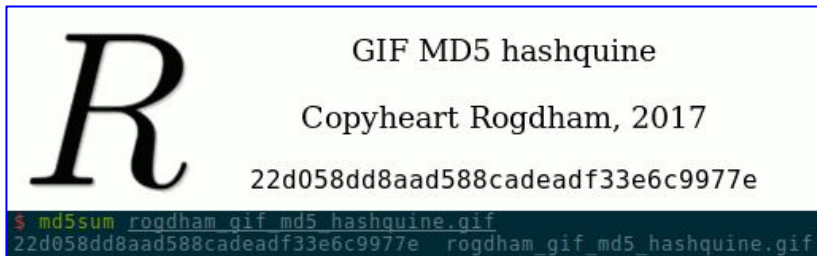 R
GIF MD5 hashquine
Copyheart Rogdham, 2017
22d058dd8aad588cadeadf33e6c9977e
$ md5sum rogdham_gif_md5_hashquine.gif
22d058dd8aad588cadeadf33e6c9977e  rogdham_gif_md5_hashquine.gif